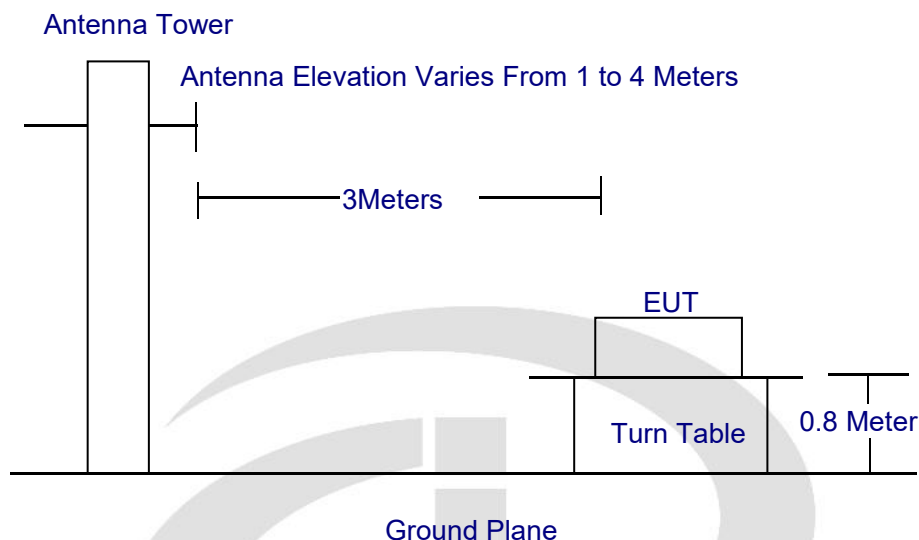 Antenna Tower
Antenna Elevation Varies From 1 to 4 Meters
3Meters
EUT
Turn Table
0.8 Meter
Ground Plane